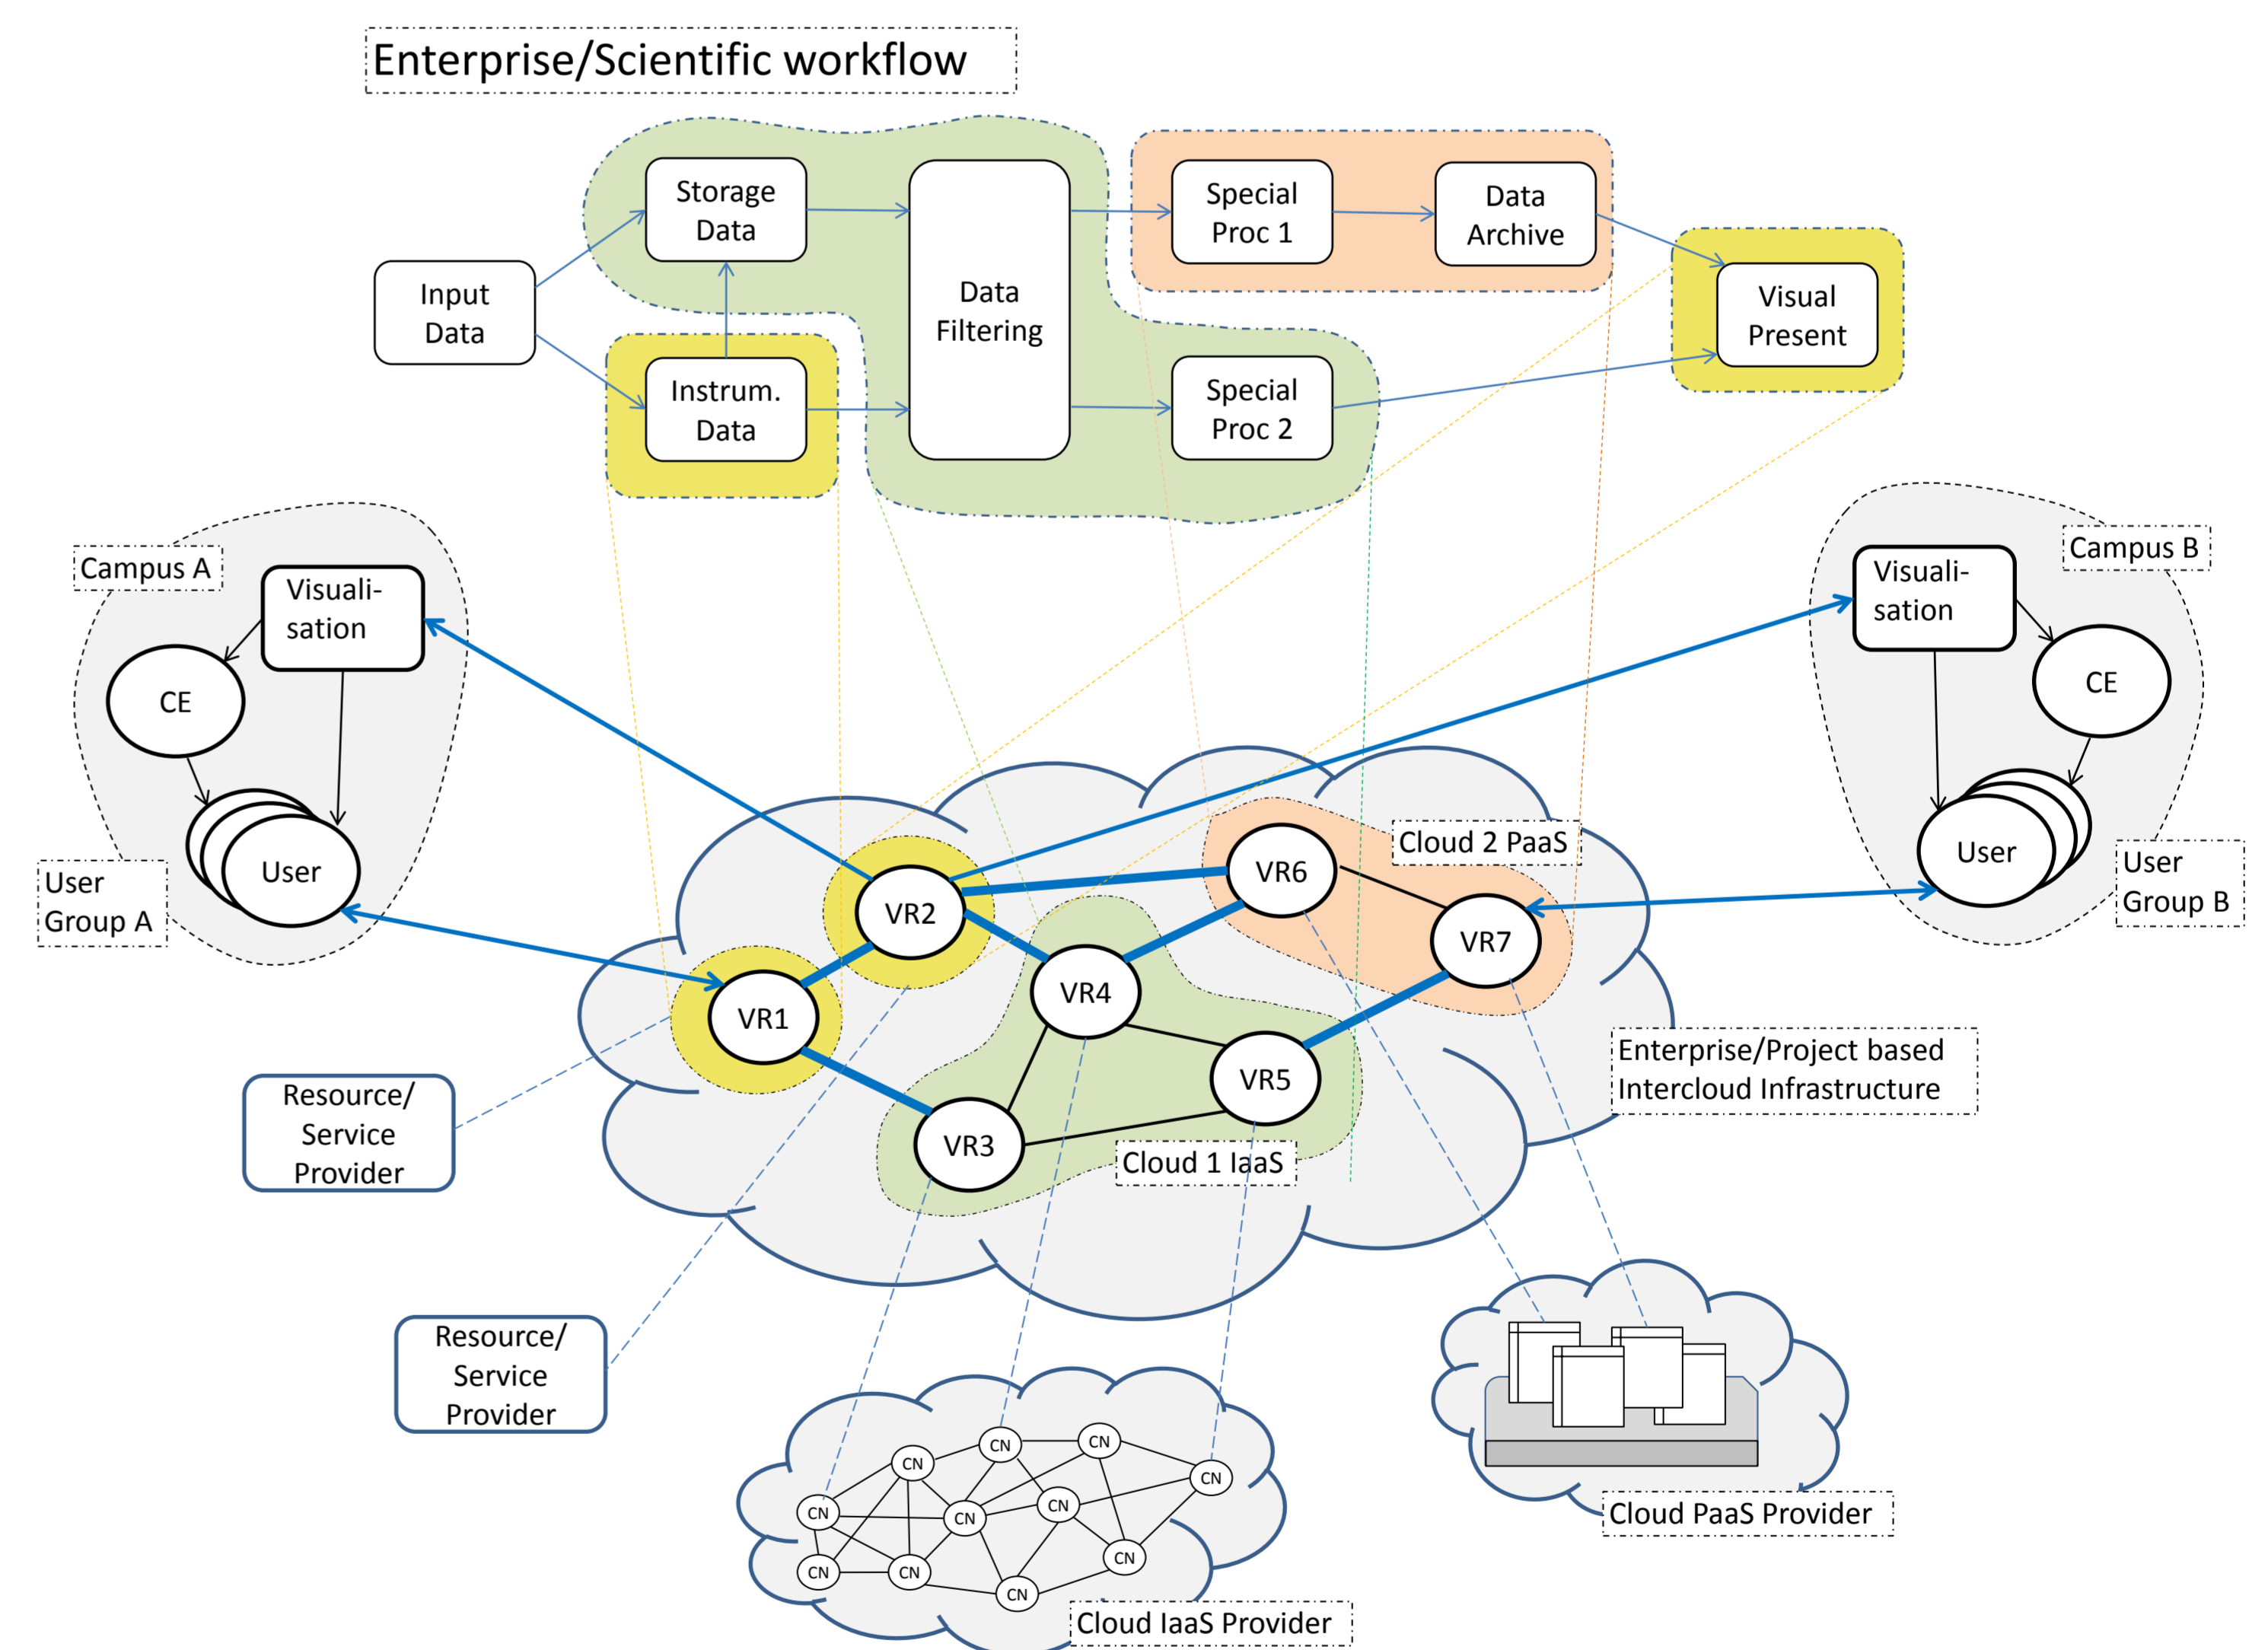 Enterprise/Scientific workflow
Storage
Data
Special
Proc 1
Data
Archive
Input
Data
Data
Filtering
Visual
Present
Instrum.
Data
Special
Proc 2
Campus A
Visuali-
sation
CE
User
User
Group A
Campus B
Visuali-
sation
CE
User
User
Group B
Cloud 2 PaaS
VR6
VR2
VR7
VR4
VR1
VR5
VR3
Cloud 1 IaaS
Enterprise/Project based
Intercloud Infrastructure
Resource/
Service
Provider
Resource/
Service
Provider
CN
CN
CN
CN
CN
CN
CN
CN
CN
CN
CN
Cloud PaaS Provider
Cloud IaaS Provider